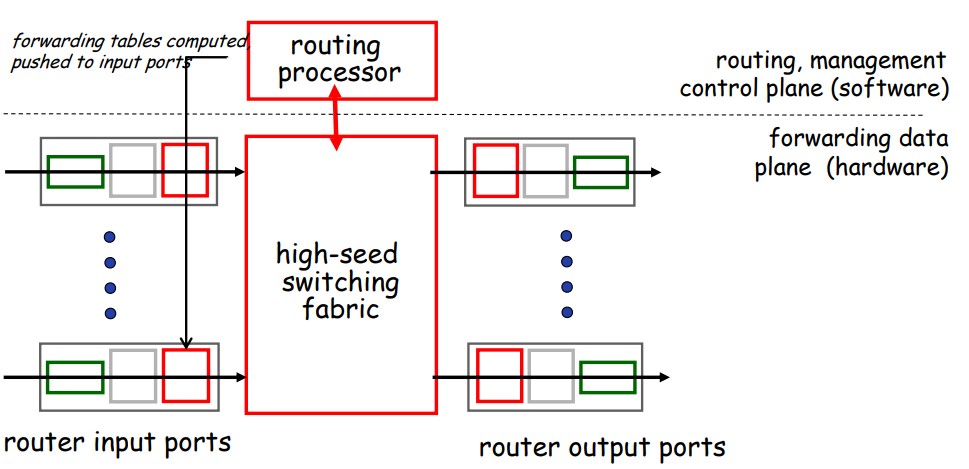 forwarding tables computed,
pushed to input ports
routing
processor
routing, management
control plane (software)
forwarding data
plane (hardware)
high-seed
switching
fabric
router input ports
router output ports